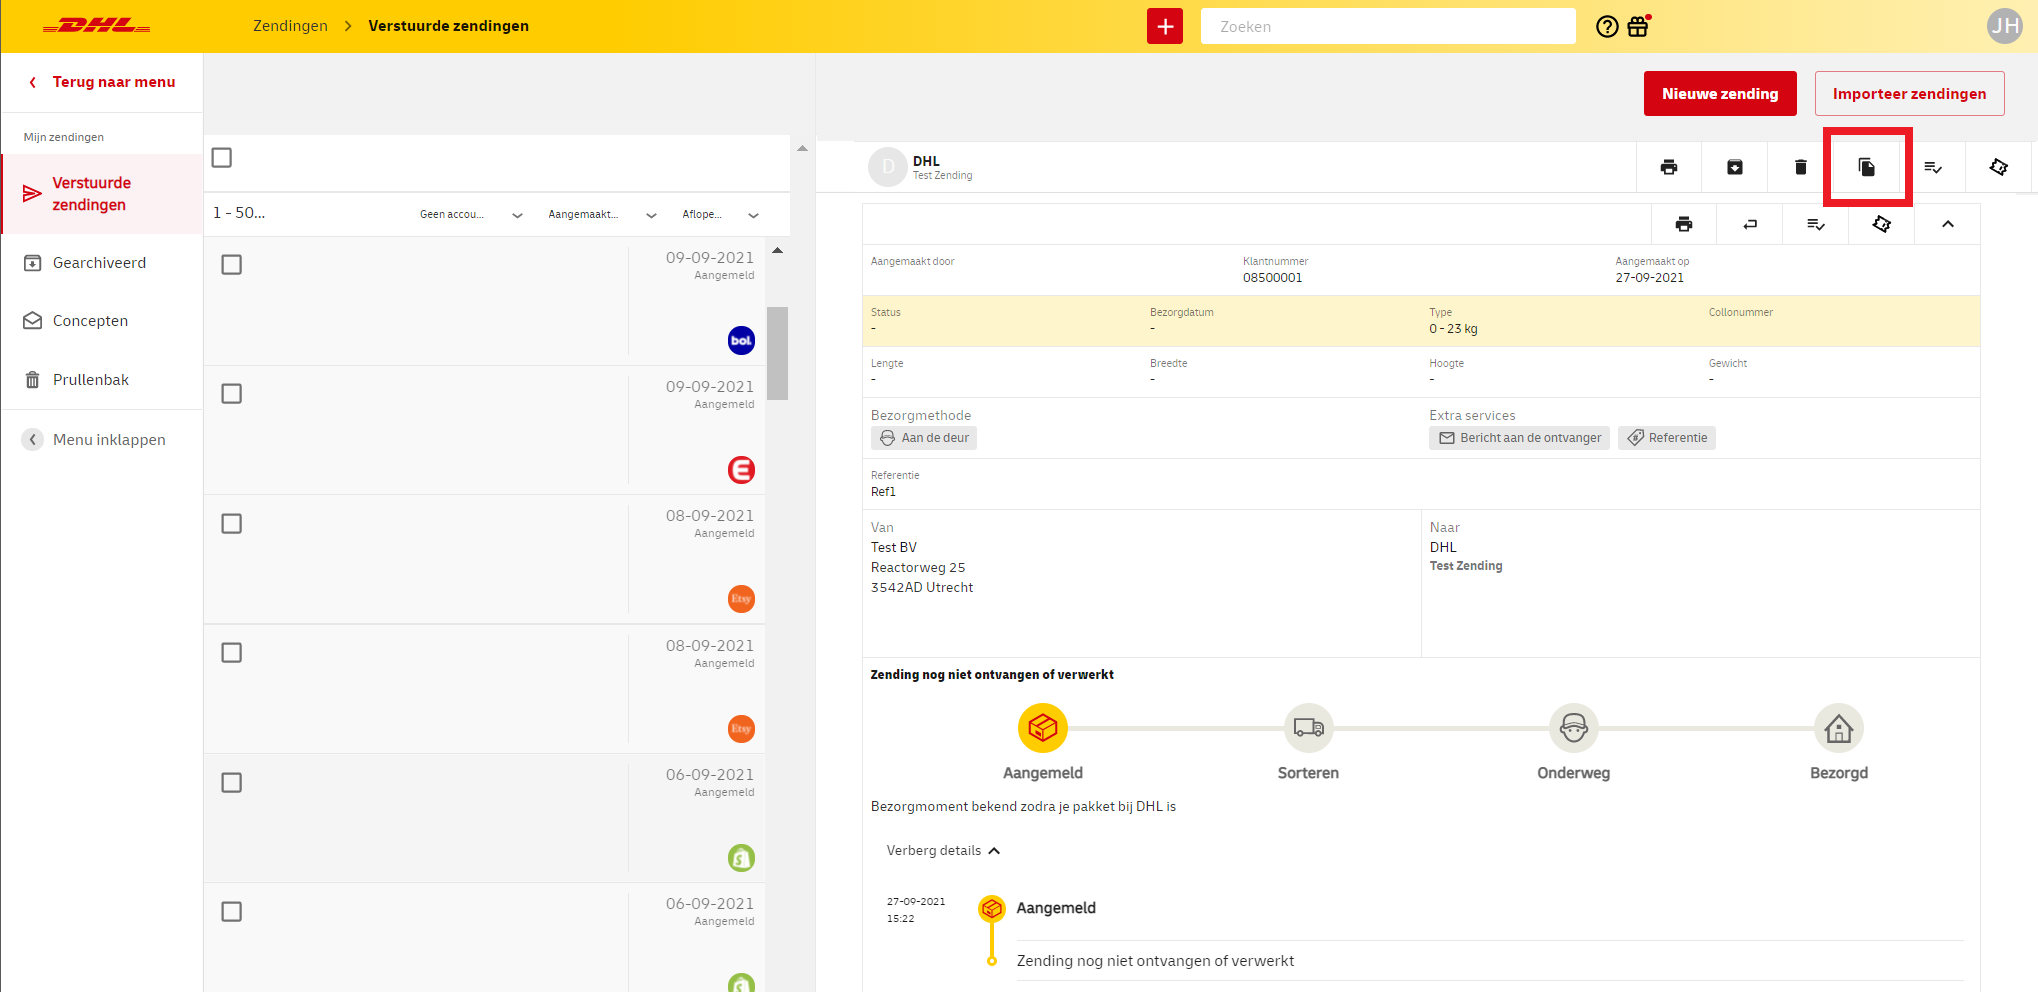 DHL
Zendingen > Verstuurde zendingen
Zoeken
JH
Terug naar menu
Mijn zendingen
Verstuurde
zendingen
Gearchiveerd
Concepten
Prullenbak
Menu inklappen
1 - 50...
Geen accou...
Aangemaakt...
Aflope...
09-09-2021
Aangemeld
bol.
09-09-2021
Aangemeld
E
08-09-2021
Aangemeld
Etsy
08-09-2021
Aangemeld
Etsy
06-09-2021
Aangemeld
S
06-09-2021
Aangemeld
Nieuwe zending
Importeer zendingen
D
DHL
Test Zending
Aangemaakt door
Klantnummer
08500001
Aangemaakt op
27-09-2021
Status
-
Bezorgdatum
-
Type
0 - 23 kg
Collonummer
Lengte
-
Breedte
-
Hoogte
-
Gewicht
-
Bezorgmethode
Aan de deur
Extra services
Bericht aan de ontvanger
Referentie
Referentie
Ref1
Van
Test BV
Reactorweg 25
3542AD Utrecht
Naar
DHL
Test Zending
Zending nog niet ontvangen of verwerkt
Aangemeld
Sorteren
Onderweg
Bezorgd
Bezorgmoment bekend zodra je pakket bij DHL is
Verberg details
27-09-2021
15:22
Aangemeld
Zending nog niet ontvangen of verwerkt